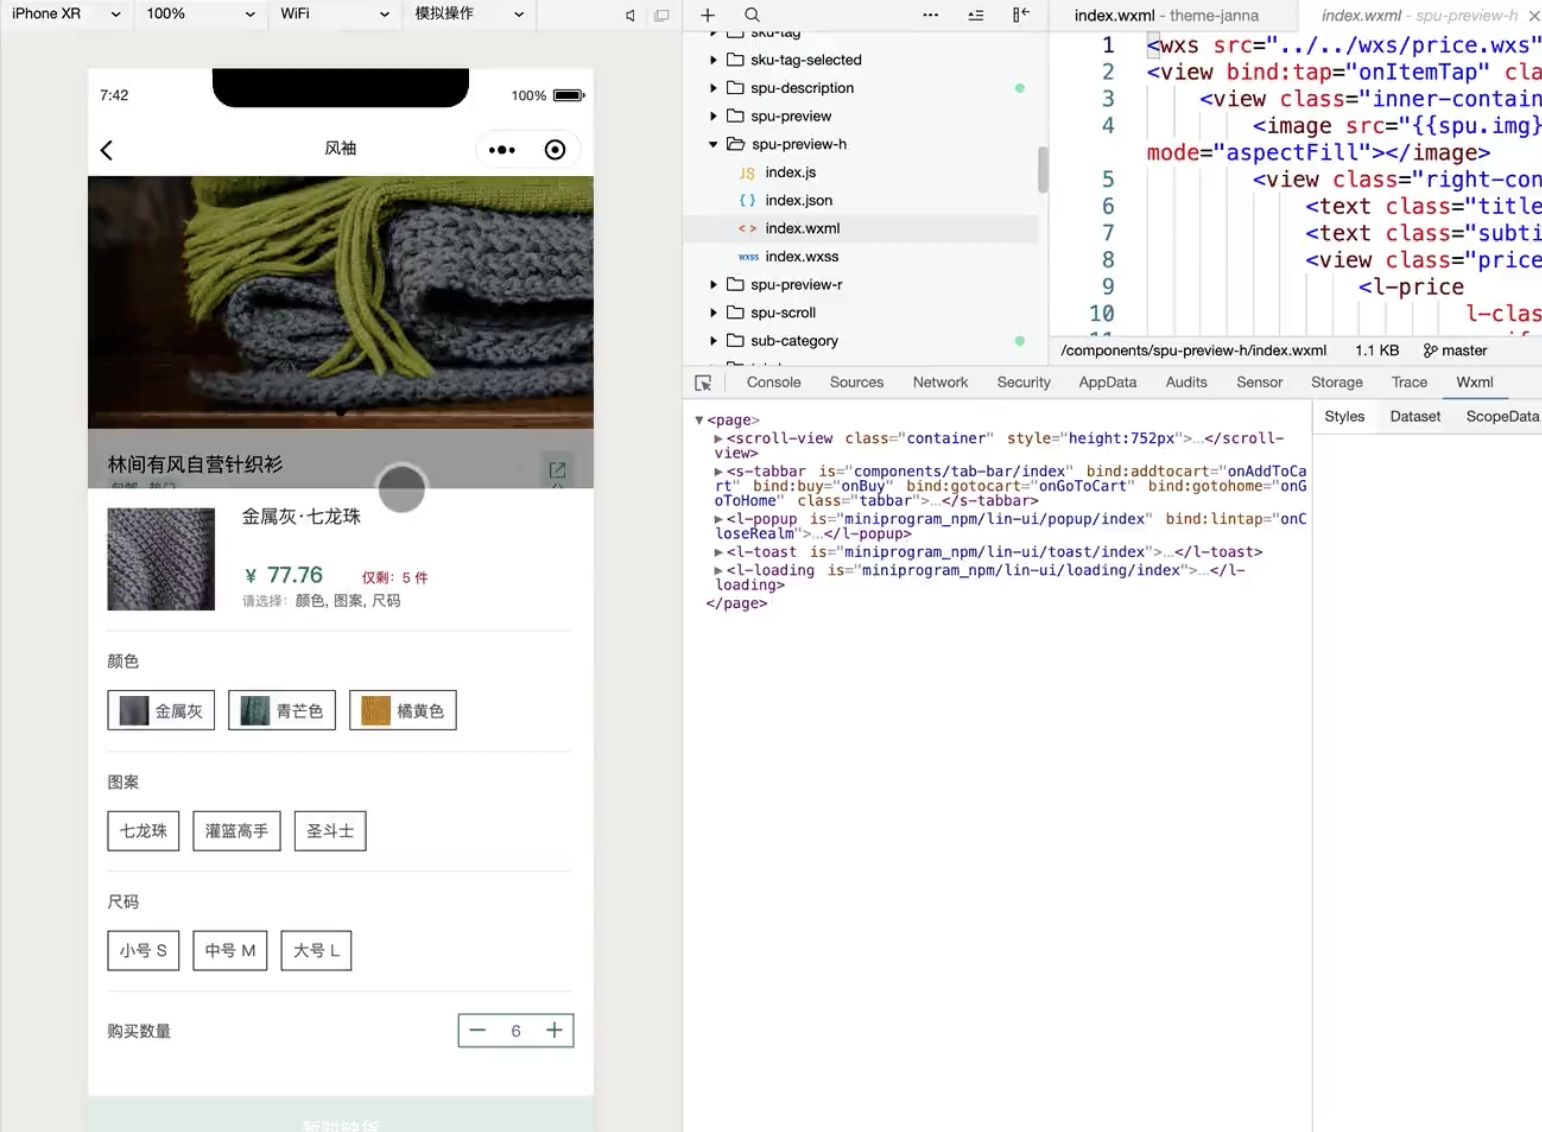 iPhone XR 100% WiFi 模拟操作
7:42 100%
风袖
林间有风自营针织衫
金属灰·七龙珠
¥ 77.76 仅剩：5 件
请选择：颜色, 图案, 尺码
颜色
金属灰 青芒色 橘黄色
图案
七龙珠 灌篮高手 圣斗士
尺码
小号 S 中号 M 大号 L
购买数量 6
暂时缺货
sku-tag
sku-tag-selected
spu-description
spu-preview
spu-preview-h
index.js
index.json
index.wxml
index.wxss
spu-preview-r
spu-scroll
sub-category
index.wxml - theme-janna index.wxml - spu-preview-h
1 <wxs src="../../wxs/price.wxs"
2 <view bind:tap="onItemTap" cla
3 <view class="inner-contain
4 <image src="{{spu.img}
mode="aspectFill"></image>
5 <view class="right-con
6 <text class="title
7 <text class="subti
8 <view class="price
9 <l-price
10 l-clas
/components/spu-preview-h/index.wxml 1.1 KB master
Console Sources Network Security AppData Audits Sensor Storage Trace Wxml
<page>
<scroll-view class="container" style="height:752px">…</scroll-
view>
<s-tabbar is="components/tab-bar/index" bind:addtocart="onAddToCa
rt" bind:buy="onBuy" bind:gotocart="onGoToCart" bind:gotohome="onG
oToHome" class="tabbar">…</s-tabbar>
<l-popup is="miniprogram_npm/lin-ui/popup/index" bind:lintap="onC
loseRealm">…</l-popup>
<l-toast is="miniprogram_npm/lin-ui/toast/index">…</l-toast>
<l-loading is="miniprogram_npm/lin-ui/loading/index">…</l-
loading>
</page>
Styles Dataset ScopeData